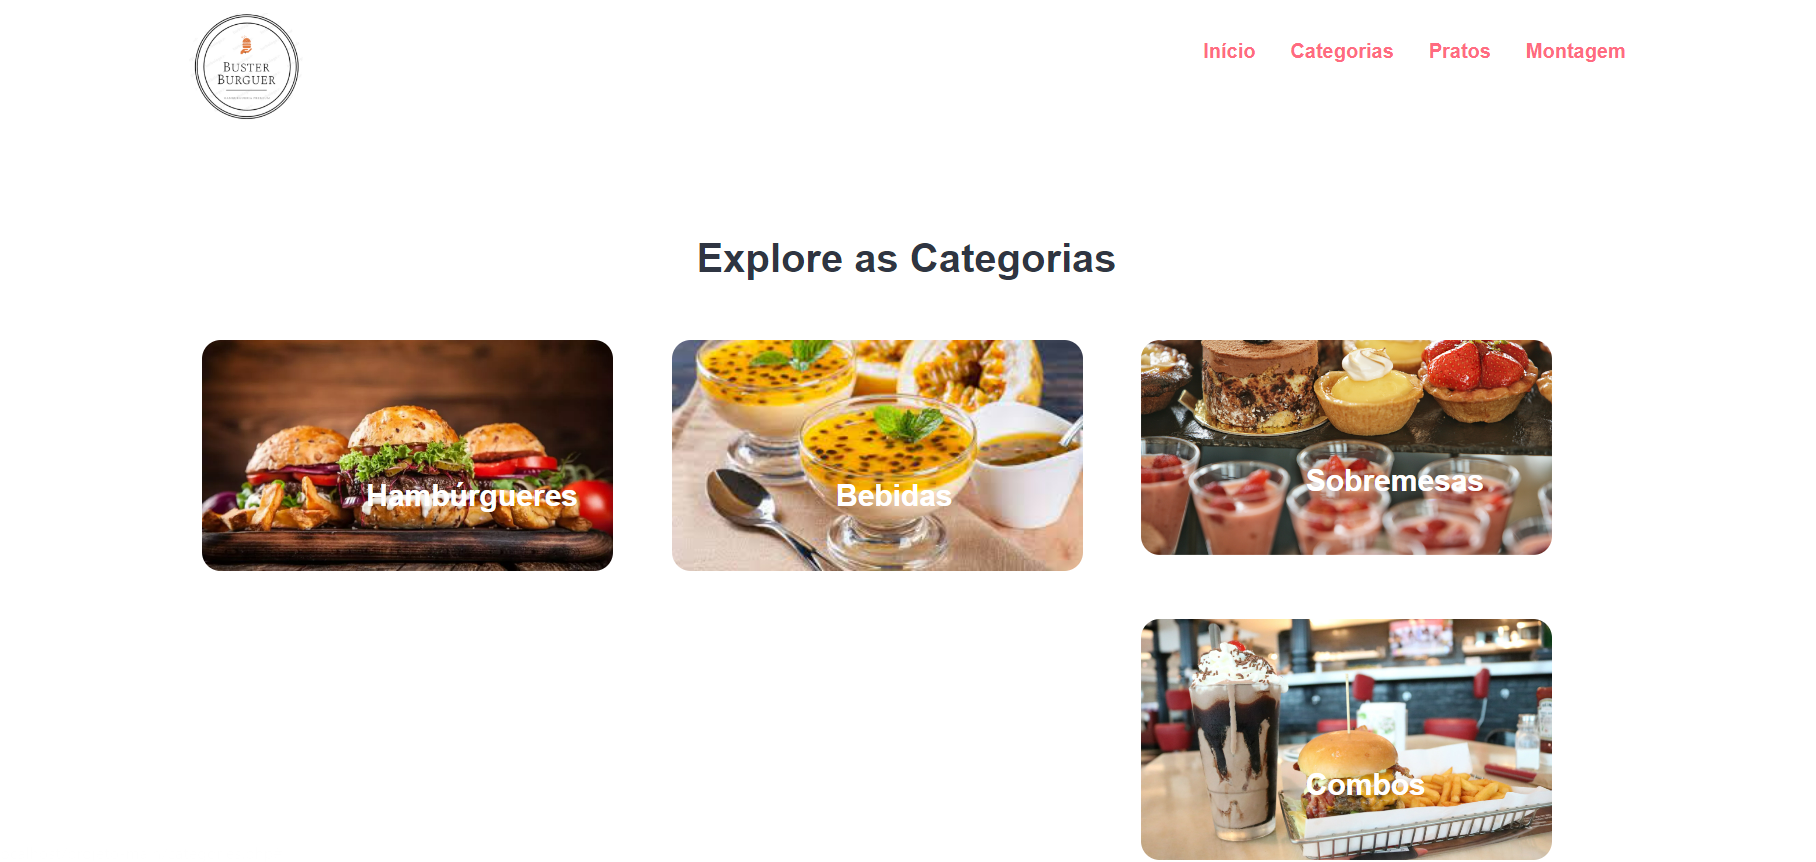 BUSTER
BURGUER
Início
Categorias
Pratos
Montagem
Explore as Categorias
Hambúrgueres
Bebidas
Sobremesas
Combos